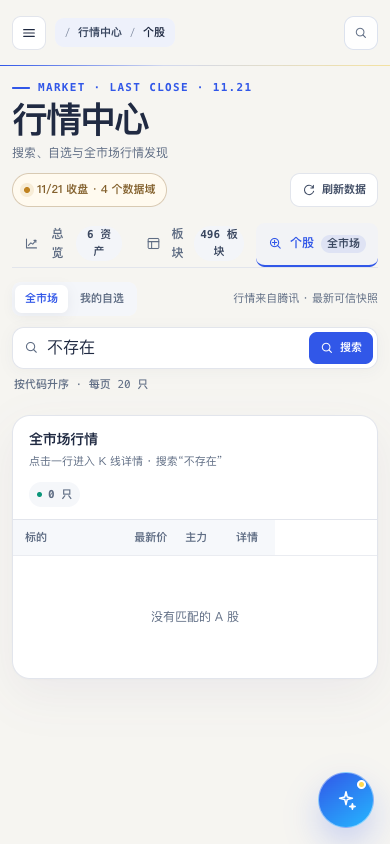 / 行情中心 / 个股
MARKET · LAST CLOSE · 11.21
行情中心
搜索、自选与全市场行情发现
11/21 收盘 · 4 个数据域
刷新数据
总览
6 资产
板块
496 板块
个股
全市场
全市场
我的自选
行情来自腾讯 · 最新可信快照
不存在
搜索
按代码升序 · 每页 20 只
全市场行情
点击一行进入 K 线详情 · 搜索“不存在”
0 只
标的 最新价 主力 详情
没有匹配的 A 股